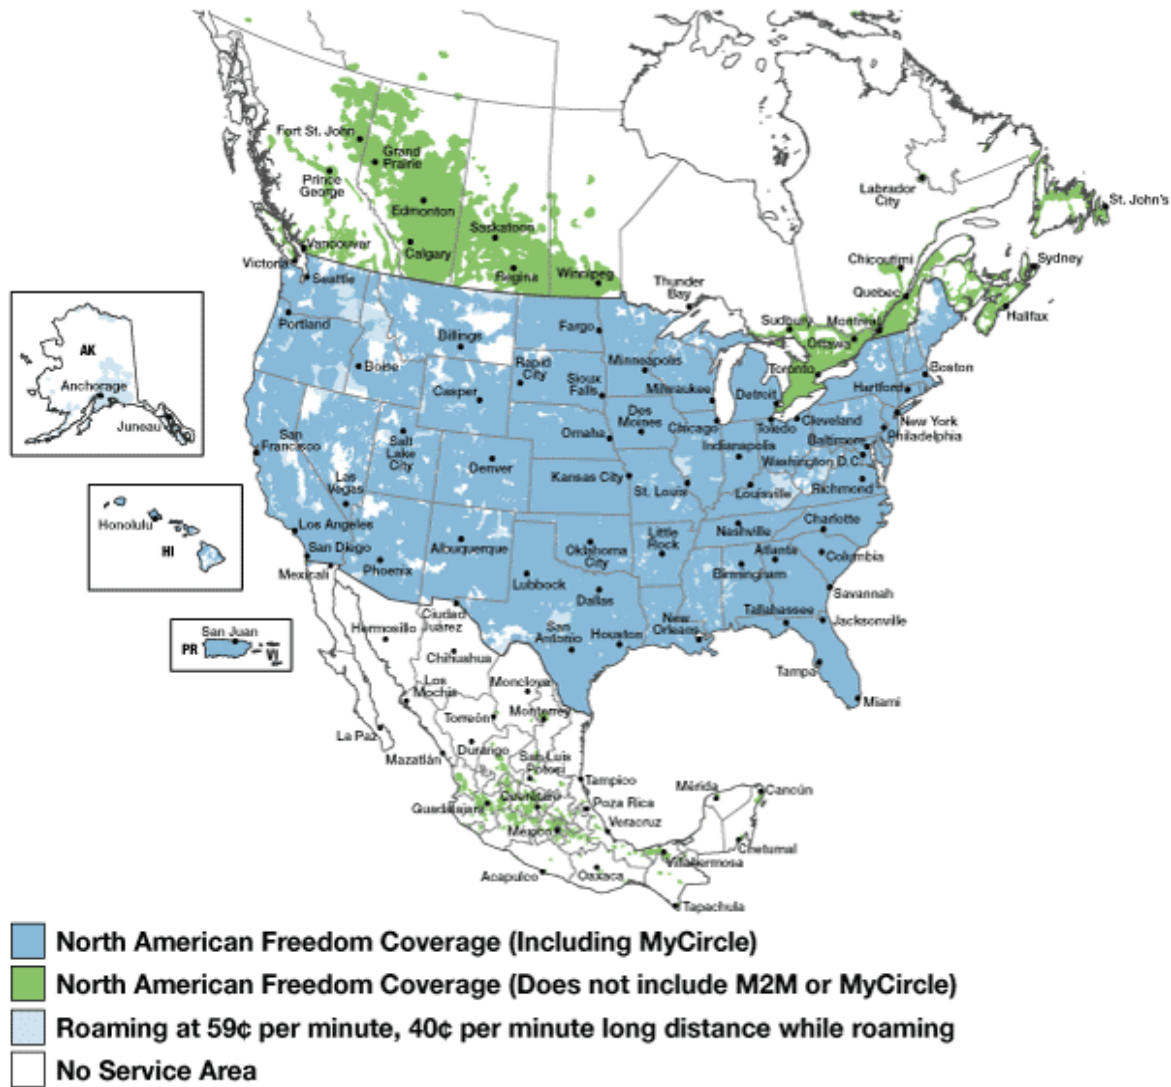 Fort St. John
Grand
Prairie
Prince
George
Edmonton
Saskatoon
Labrador
City
St. John's
Vancouver
Calgary
Victoria
Seattle
Regina
Winnipeg
Thunder
Bay
Chicoutimi
Sydney
Quebec
Halifax
Portland
Billings
Fargo
Sudbury
Montreal
Ottawa
AK
Anchorage
Juneau
Boise
Rapid
City
Minneapolis
Toronto
Boston
Casper
Sioux
Falls
Milwaukee
Detroit
Hartford
San
Francisco
Salt
Lake
City
Omaha
Des
Moines
Chicago
Toledo
Cleveland
New York
Philadelphia
Indianapolis
Baltimore
Denver
Kansas City
St. Louis
Louisville
Washington D.C.
Richmond
Las
Vegas
Honolulu
HI
Los Angeles
San Diego
Mexicali
Phoenix
Albuquerque
Oklahoma
City
Little
Rock
Nashville
Charlotte
Atlanta
Columbia
Birmingham
Lubbock
Dallas
Savannah
San Juan
PR
VI
Hermosillo
Ciudad
Juárez
San
Antonio
Houston
New
Orleans
Tallahassee
Jacksonville
Chihuahua
Los
Mochis
Monclova
Tampa
Miami
La Paz
Torreón
Monterrey
Mazatlán
Durango
San Luis
Potosi
Tampico
Mérida
Cancún
Guadalajara
Querétaro
Poza Rica
México
Veracruz
Chetumal
Villahermosa
Acapulco
Oaxaca
Tapachula
North American Freedom Coverage (Including MyCircle)
North American Freedom Coverage (Does not include M2M or MyCircle)
Roaming at 59¢ per minute, 40¢ per minute long distance while roaming
No Service Area